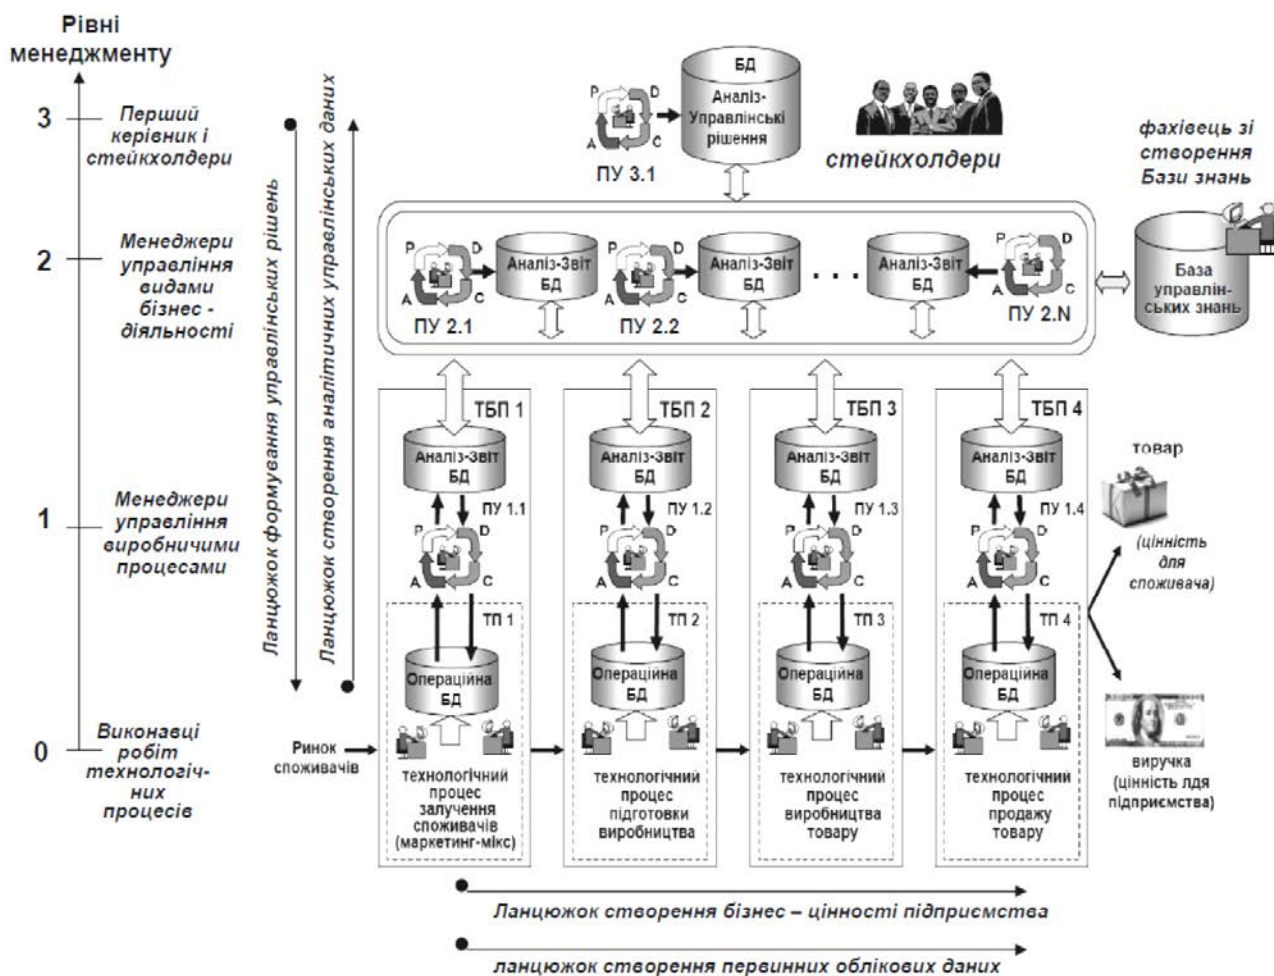 Рівні
менеджменту
3
Перший
керівник і
стейкхолдери
2
Менеджери
управління
видами
бізнес -
діяльності
1
Менеджери
управління
виробничими
процесами
0
Виконавці
робіт
технологіч-
них
процесів
Ланцюжок формування управлінських рішень
Ланцюжок створення аналітичних управлінських даних
P
D
A
C
ПУ 3.1
БД
Аналіз-
Управлінські
рішення
стейкхолдери
фахівець зі
створення
Бази знань
P
D
A
C
ПУ 2.1
Аналіз-Звіт
БД
P
D
A
C
ПУ 2.2
Аналіз-Звіт
БД
. . .
Аналіз-Звіт
БД
P
D
A
C
ПУ 2.N
База
управлін-
ських знань
ТБП 1
Аналіз-Звіт
БД
ПУ 1.1
P
D
A
C
ТП 1
Операційна
БД
ТБП 2
Аналіз-Звіт
БД
ПУ 1.2
P
D
A
C
ТП 2
Операційна
БД
ТБП 3
Аналіз-Звіт
БД
ПУ 1.3
P
D
A
C
ТП 3
Операційна
БД
ТБП 4
Аналіз-Звіт
БД
ПУ 1.4
P
D
A
C
ТП 4
Операційна
БД
Ринок
споживачів
технологічний
процес
залучення
споживачів
(маркетинг-мікс)
технологічний
процес
підготовки
виробництва
технологічний
процес
виробництва
товару
технологічний
процес
продажу
товару
товар
(цінність
для
споживача)
виручка
(цінність лдя
підприємства)
Ланцюжок створення бізнес – цінності підприємства
ланцюжок створення первинних облікових даних